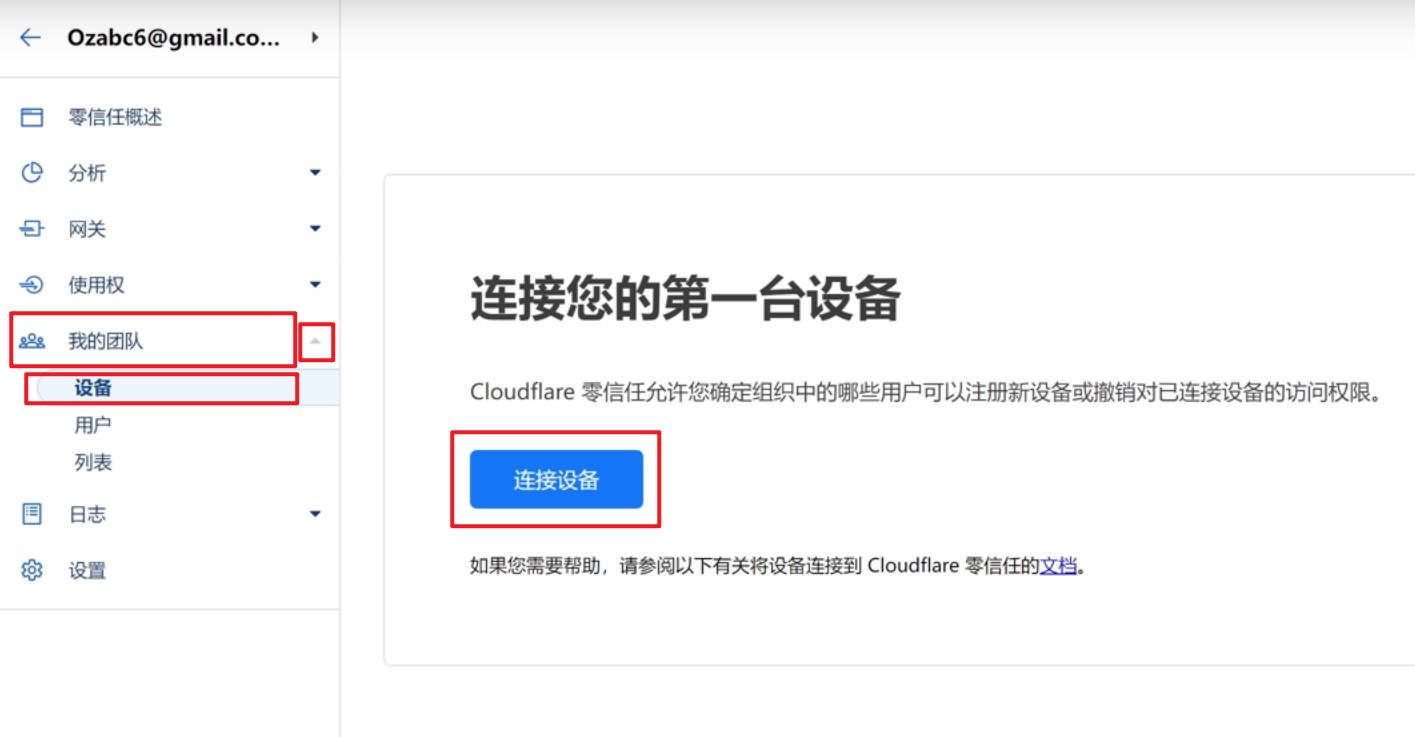 Ozabc6@gmail.co...
零信任概述
分析
网关
使用权
我的团队
设备
用户
列表
日志
设置
连接您的第一台设备
Cloudflare 零信任允许您确定组织中的哪些用户可以注册新设备或撤销对已连接设备的访问权限。
连接设备
如果您需要帮助，请参阅以下有关将设备连接到 Cloudflare 零信任的文档。